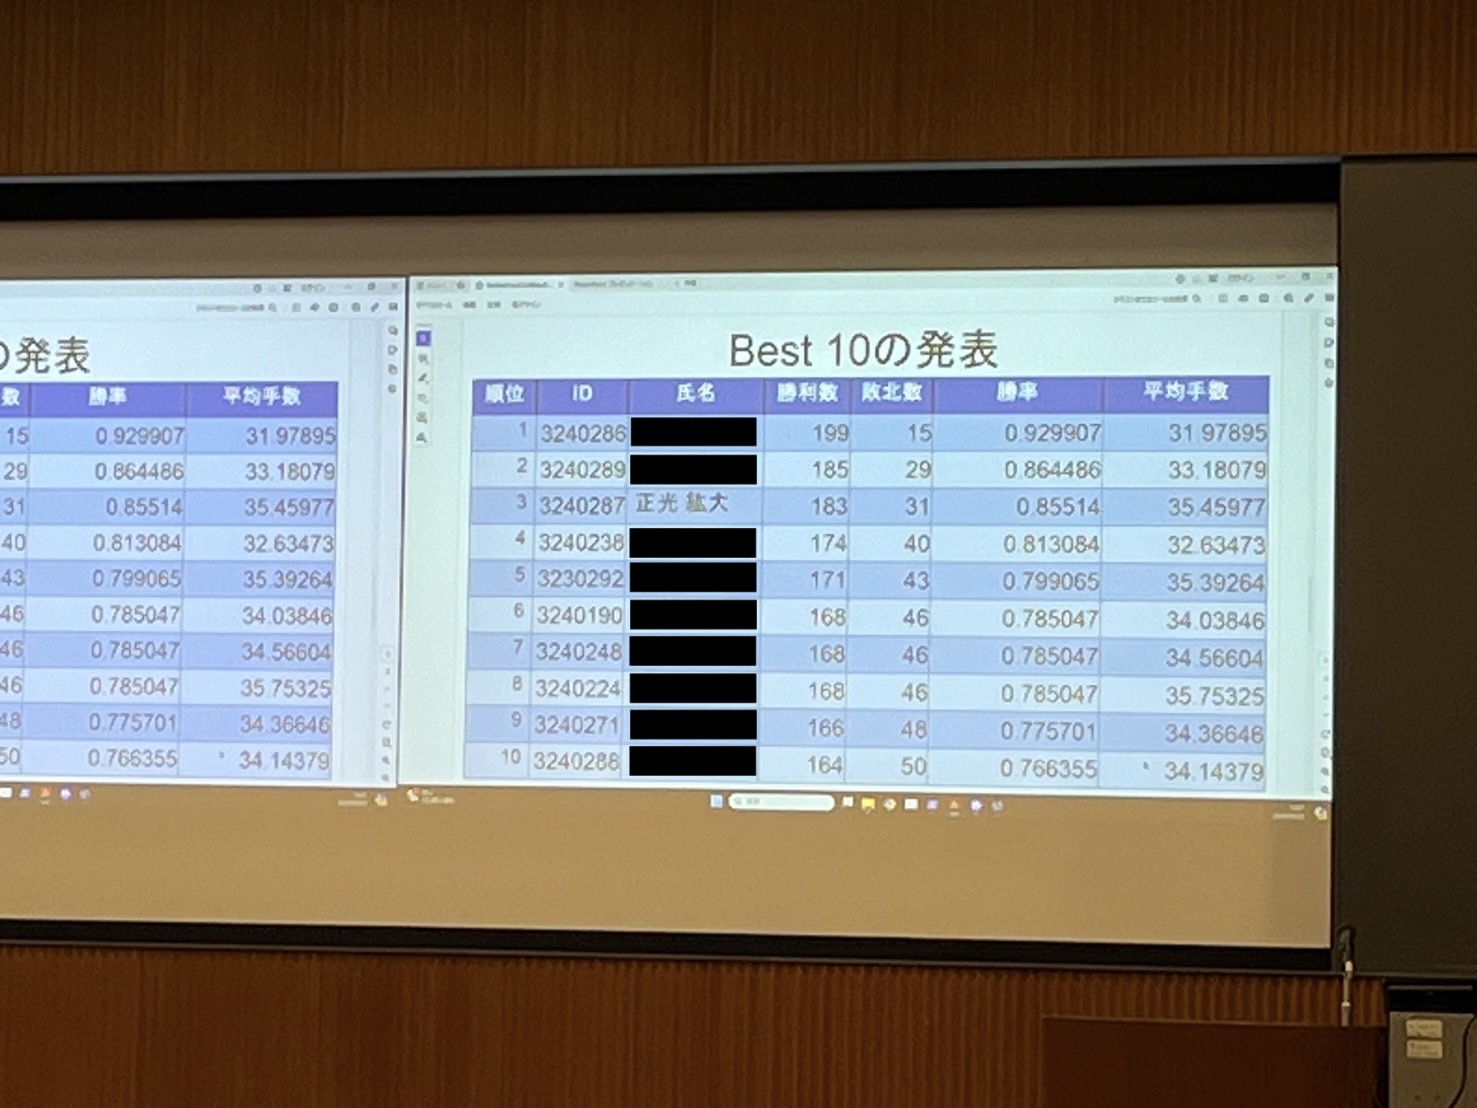 の発表
数 勝率 平均手数
15 0.929907 31.97895
29 0.864486 33.18079
31 0.85514 35.45977
40 0.813084 32.63473
43 0.799065 35.39264
46 0.785047 34.03846
46 0.785047 34.56604
46 0.785047 35.75325
48 0.775701 34.36646
50 0.766355 34.14379
Best 10の発表
順位 ID 氏名 勝利数 敗北数 勝率 平均手数
1 3240286 199 15 0.929907 31.97895
2 3240289 185 29 0.864486 33.18079
3 3240287 正光 紘大 183 31 0.85514 35.45977
4 3240238 174 40 0.813084 32.63473
5 3230292 171 43 0.799065 35.39264
6 3240190 168 46 0.785047 34.03846
7 3240248 168 46 0.785047 34.56604
8 3240224 168 46 0.785047 35.75325
9 3240271 166 48 0.775701 34.36646
10 3240288 164 50 0.766355 34.14379